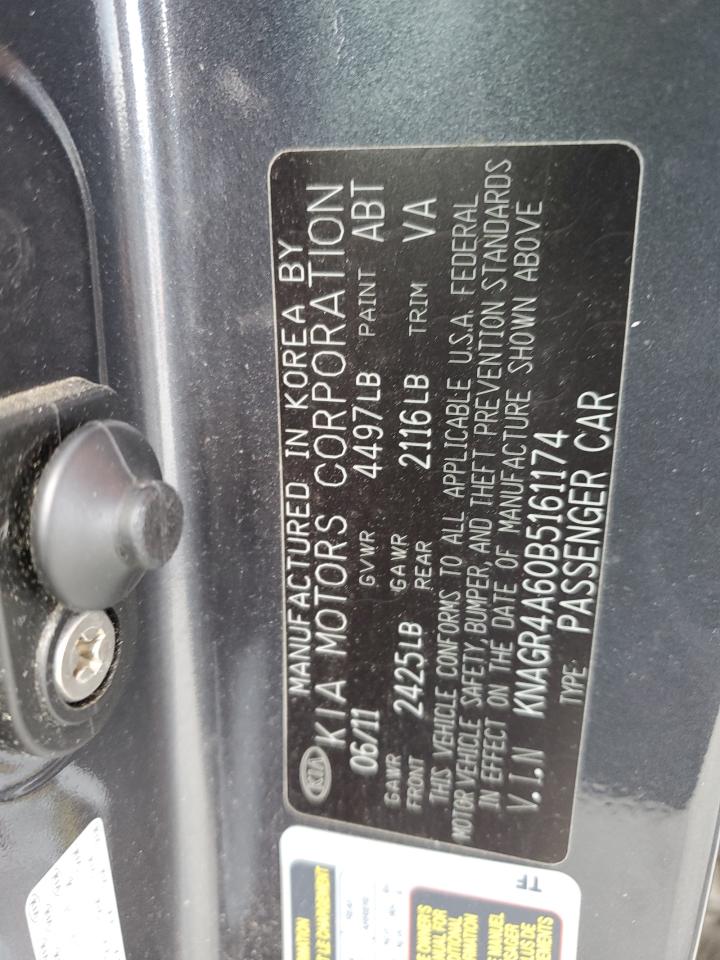 MANUFACTURED IN KOREA BY
KIA KIA MOTORS CORPORATION
06/11 GVWR 4497LB PAINT ABT
GAWR FRONT 2425LB GAWR REAR 2116LB TRIM VA
THIS VEHICLE CONFORMS TO ALL APPLICABLE U.S.A. FEDERAL
MOTOR VEHICLE SAFETY, BUMPER, AND THEFT PREVENTION STANDARDS
IN EFFECT ON THE DATE OF MANUFACTURE SHOWN ABOVE
V.I.N KNAGR4A60B5161174
TYPE: PASSENGER CAR
TF